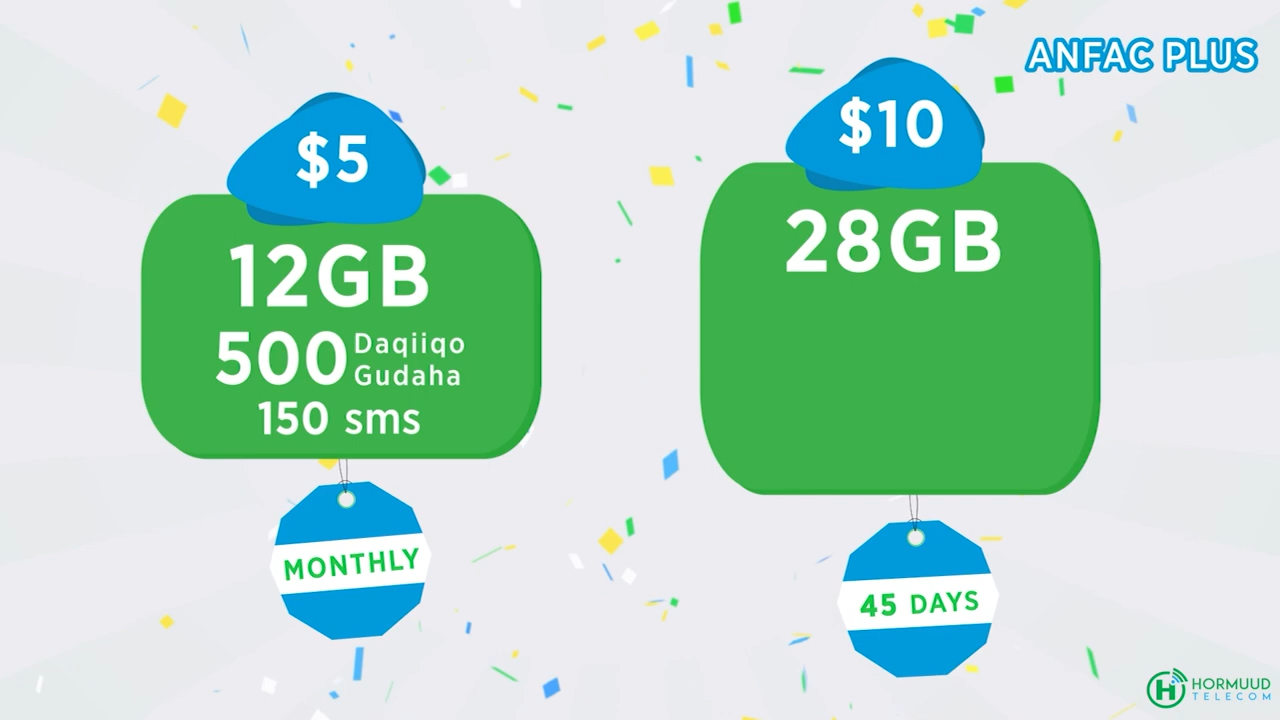 ANFAC PLUS
$5
12GB
500 Daqiiqo
Gudaha
150 sms
MONTHLY
$10
28GB
45 DAYS
HORMUUD
TELECOM